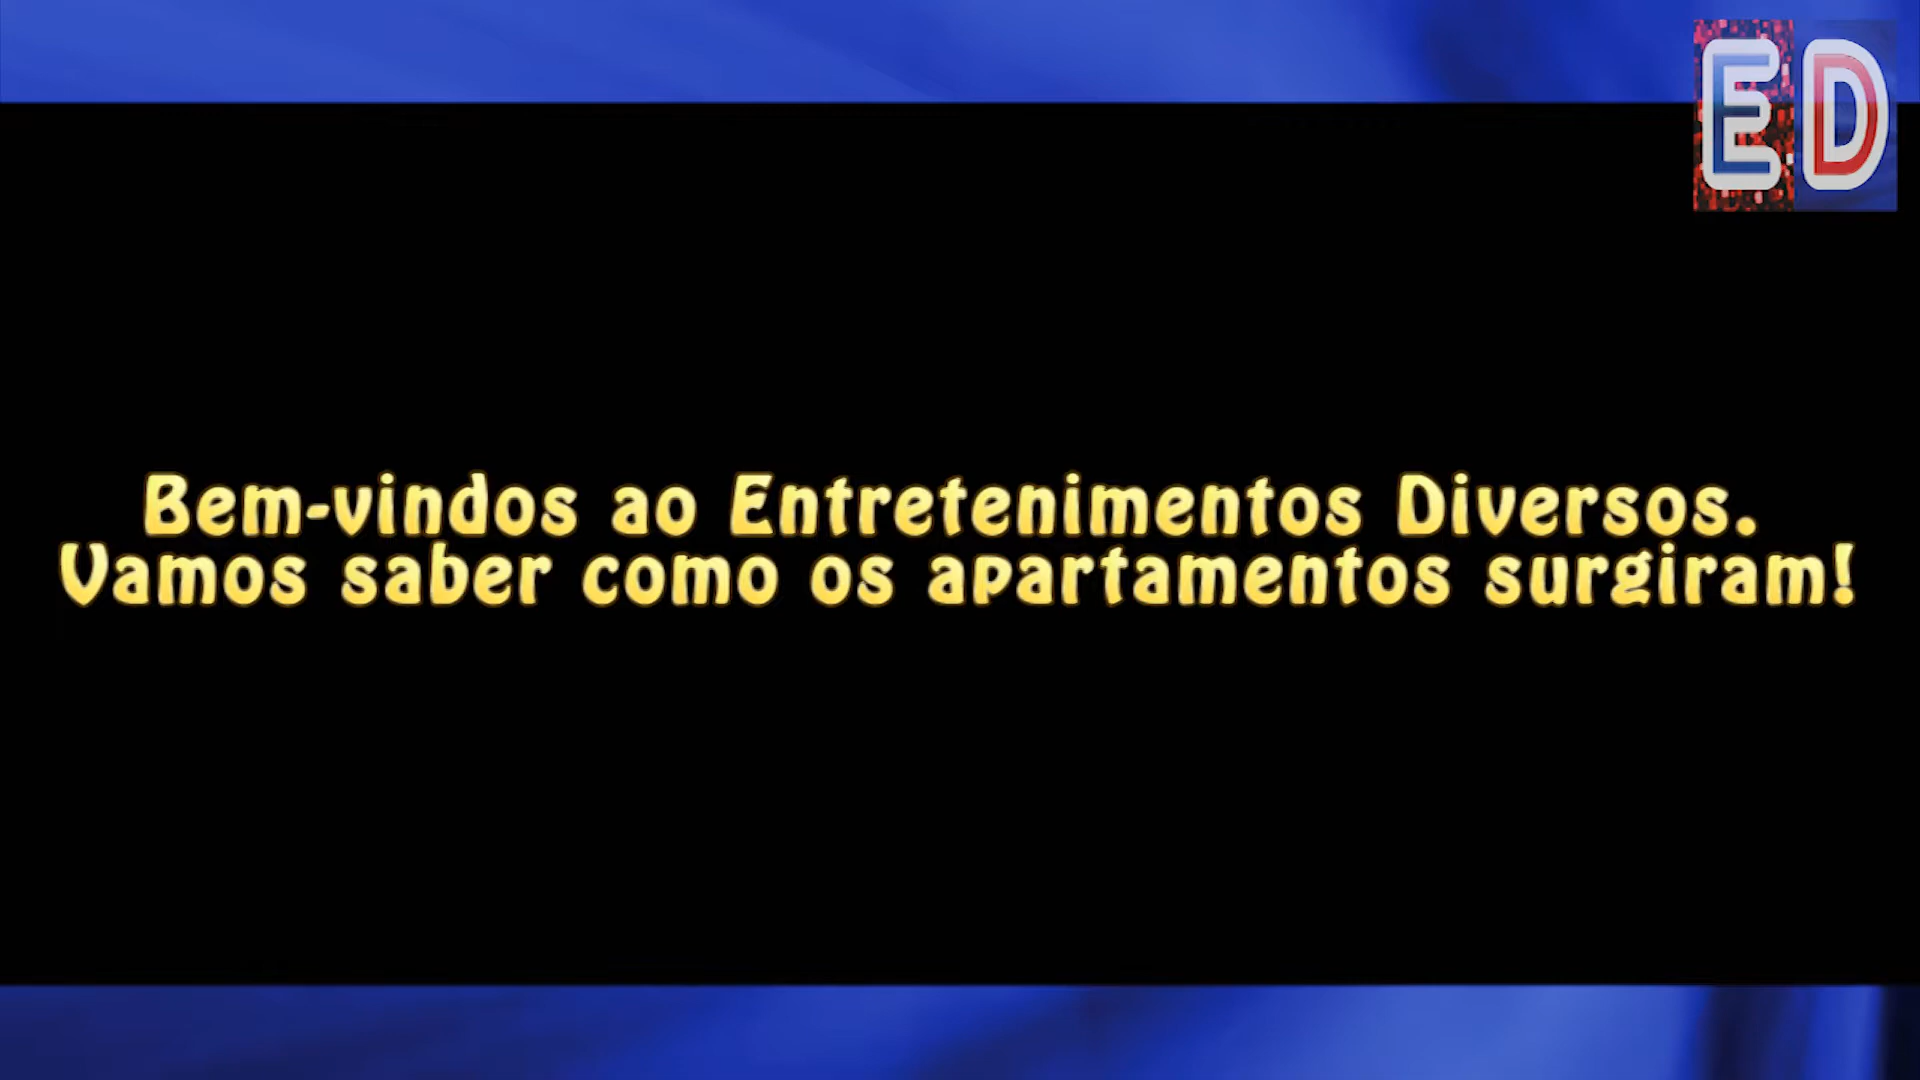 ED
Bem-vindos ao Entretenimentos Diversos.
Vamos saber como os apartamentos surgiram!